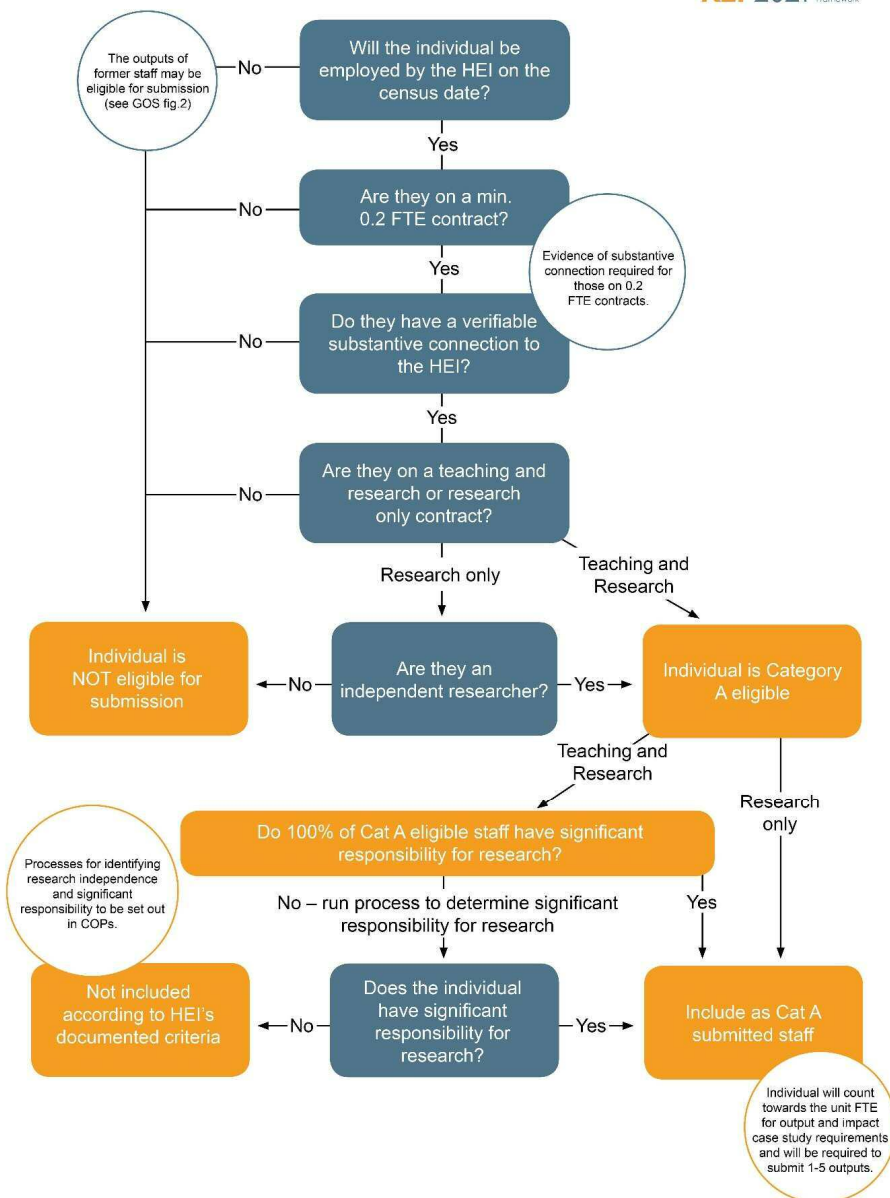 REF 2021 framework
The outputs of
former staff may be
eligible for submission
(see GOS fig.2)
No
Will the individual be
employed by the HEI on the
census date?
Yes
No
Are they on a min.
0.2 FTE contract?
Evidence of substantive
connection required for
those on 0.2
FTE contracts.
Yes
No
Do they have a verifiable
substantive connection to
the HEI?
Yes
No
Are they on a teaching and
research or research
only contract?
Research only
Teaching and
Research
Individual is
NOT eligible for
submission
No
Are they an
independent researcher?
Yes
Individual is Category
A eligible
Teaching and
Research
Research
only
Do 100% of Cat A eligible staff have significant
responsibility for research?
Processes for identifying
research independence
and significant
responsibility to be set out
in COPs.
No – run process to determine significant
responsibility for research
Yes
Not included
according to HEI's
documented criteria
No
Does the individual
have significant
responsibility for
research?
Yes
Include as Cat A
submitted staff
Individual will count
towards the unit FTE
for output and impact
case study requirements
and will be required to
submit 1-5 outputs.